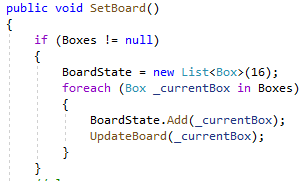 public void SetBoard()
{
if (Boxes != null)
{
BoardState = new List<Box>(16);
foreach (Box _currentBox in Boxes)
{
BoardState.Add(_currentBox);
UpdateBoard(_currentBox);
}
}